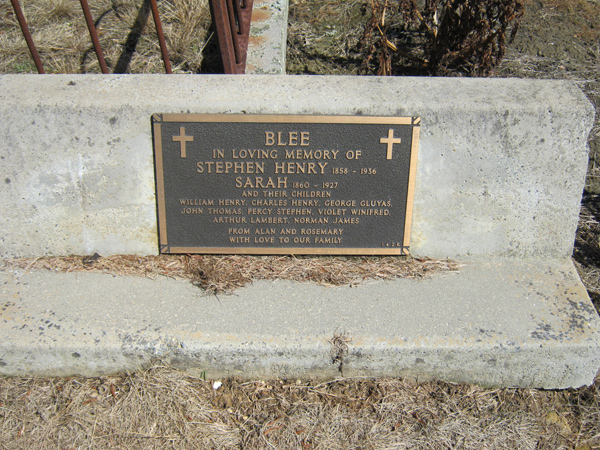 BLEE
IN LOVING MEMORY OF
STEPHEN HENRY 1858 - 1936
SARAH 1860 - 1927
AND THEIR CHILDREN
WILLIAM HENRY, CHARLES HENRY, GEORGE GLUYAS,
JOHN THOMAS, PERCY STEPHEN, VIOLET WINIFRED,
ARTHUR LAMBERT, NORMAN JAMES
FROM ALAN AND ROSEMARY
WITH LOVE TO OUR FAMILY